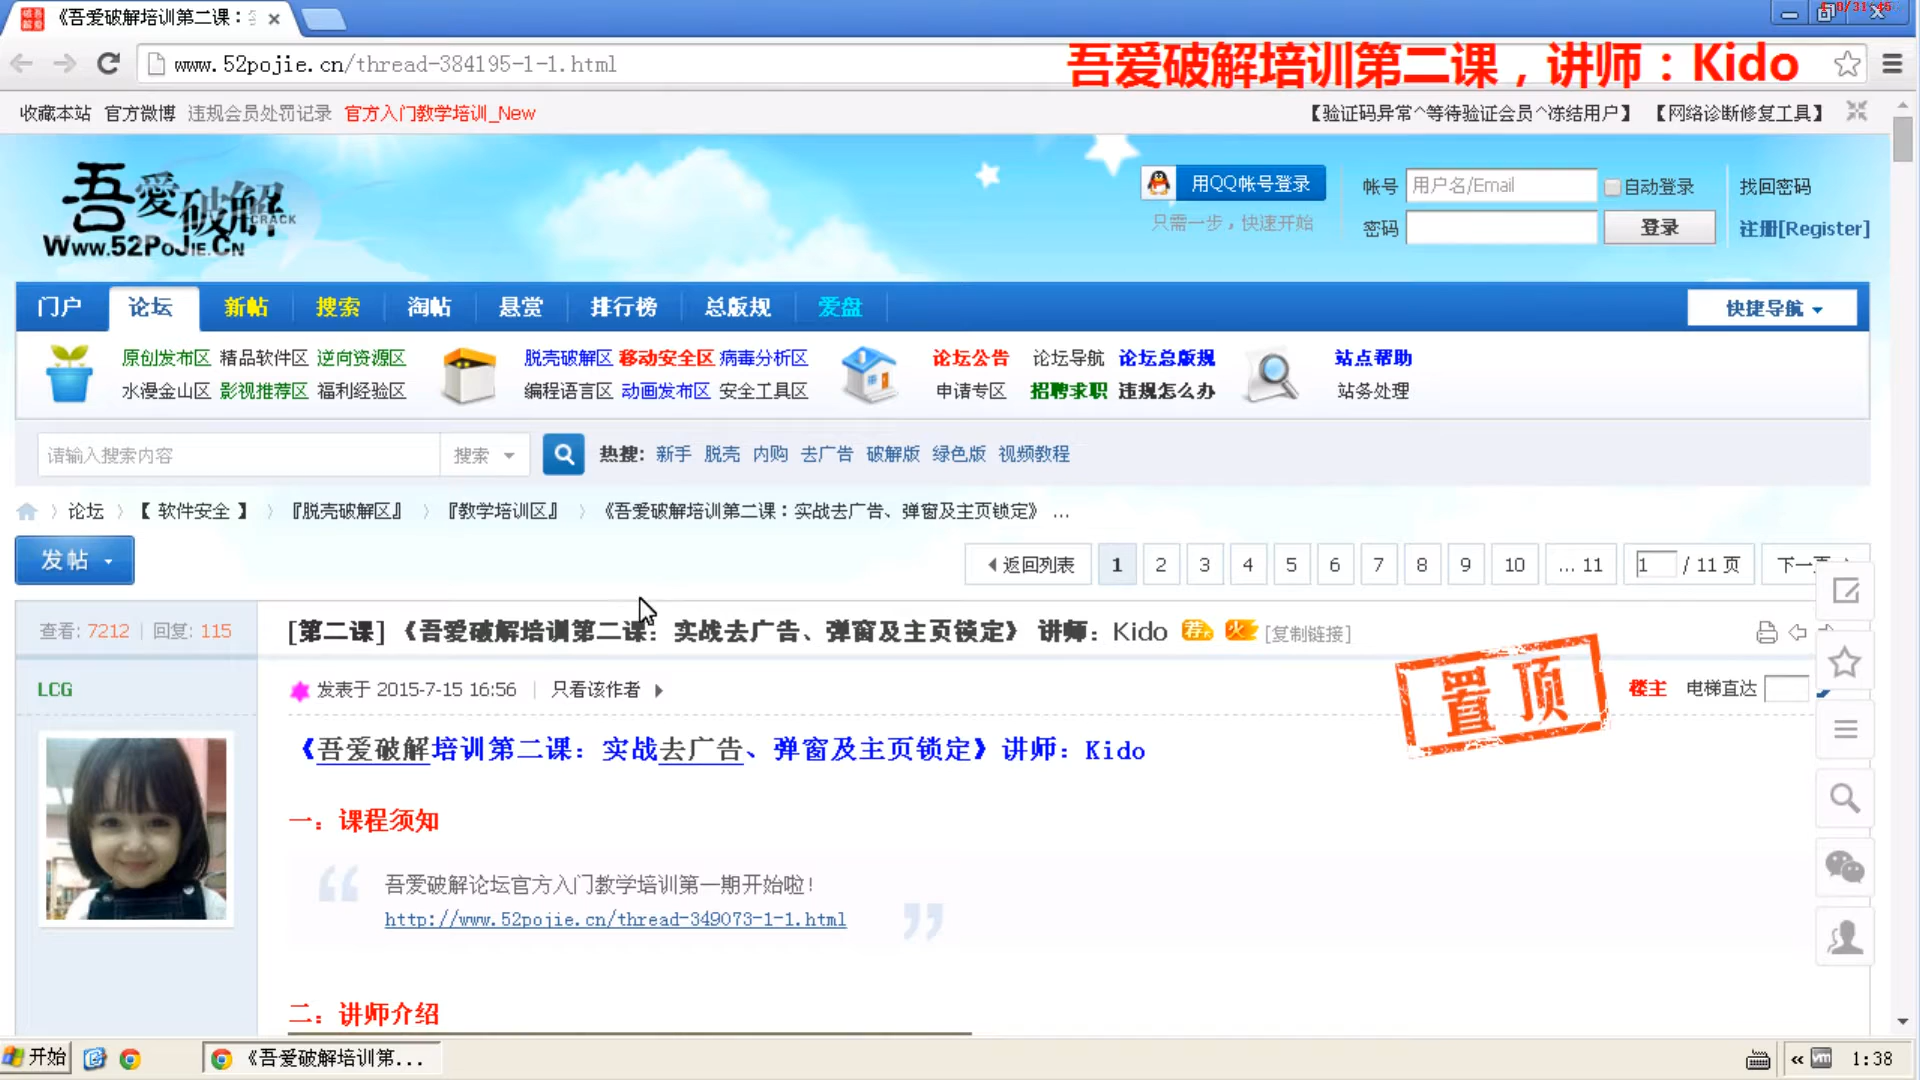 《吾爱破解培训第二课：
www.52pojie.cn/thread-384195-1-1.html
吾爱破解培训第二课，讲师：Kido
收藏本站 官方微博 违规会员处罚记录 官方入门教学培训_New
【验证码异常^等待验证会员^冻结用户】 【网络诊断修复工具】
吾愛破解
CRACK
Www.52PoJie.Cn
用QQ帐号登录
只需一步，快速开始
帐号 用户名/Email 自动登录 找回密码
密码 登录 注册[Register]
门户 论坛 新帖 搜索 淘帖 悬赏 排行榜 总版规 爱盘 快捷导航
原创发布区 精品软件区 逆向资源区 脱壳破解区 移动安全区 病毒分析区 论坛公告 论坛导航 论坛总版规 站点帮助
水漫金山区 影视推荐区 福利经验区 编程语言区 动画发布区 安全工具区 申请专区 招聘求职 违规怎么办 站务处理
请输入搜索内容 搜索 热搜: 新手 脱壳 内购 去广告 破解版 绿色版 视频教程
论坛 【 软件安全 】 『脱壳破解区』 『教学培训区』 《吾爱破解培训第二课：实战去广告、弹窗及主页锁定》 ...
发帖 返回列表 1 2 3 4 5 6 7 8 9 10 ... 11 1 / 11 页
查看: 7212 | 回复: 115
[第二课] 《吾爱破解培训第二课：实战去广告、弹窗及主页锁定》 讲师：Kido 荐 火 [复制链接]
LCG
发表于 2015-7-15 16:56 | 只看该作者
置顶
楼主 电梯直达
《吾爱破解培训第二课：实战去广告、弹窗及主页锁定》讲师：Kido
一：课程须知
吾爱破解论坛官方入门教学培训第一期开始啦！
http://www.52pojie.cn/thread-349073-1-1.html
二：讲师介绍
开始 《吾爱破解培训第... « vm 1:38